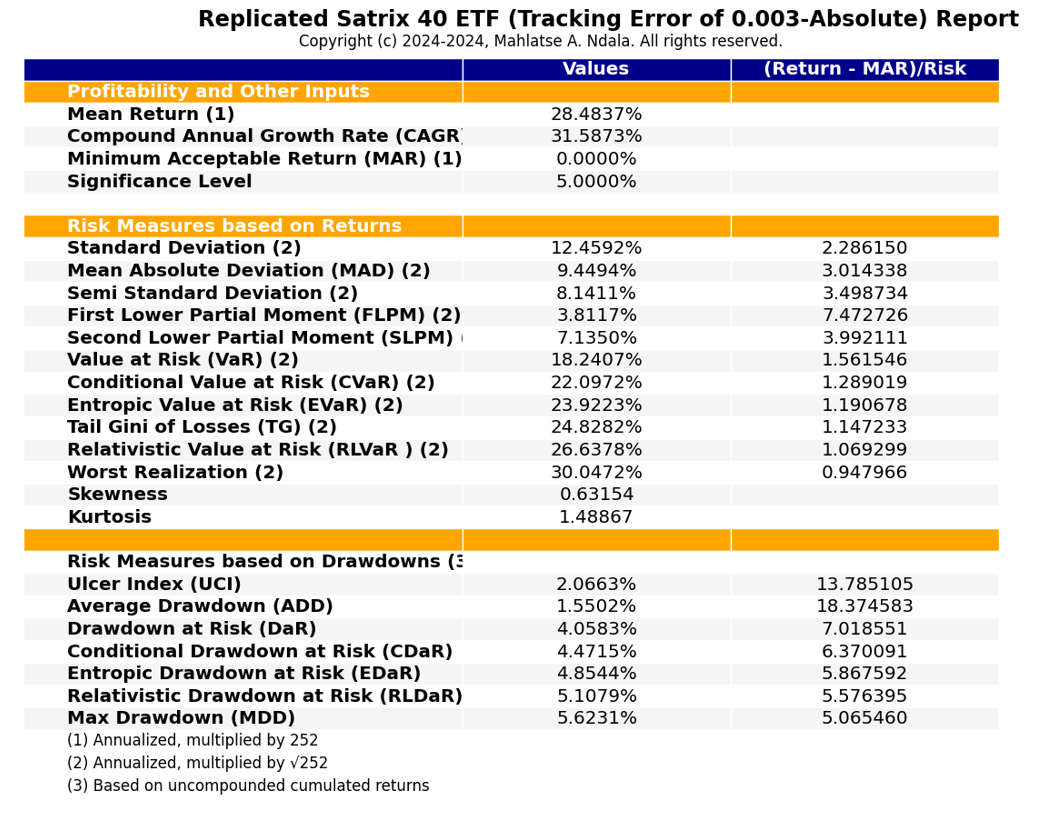 Replicated Satrix 40 ETF (Tracking Error of 0.003-Absolute) Report
Copyright (c) 2024-2024, Mahlatse A. Ndala. All rights reserved.
Values (Return - MAR)/Risk
Profitability and Other Inputs
Mean Return (1) 28.4837%
Compound Annual Growth Rate (CAGR) 31.5873%
Minimum Acceptable Return (MAR) (1) 0.0000%
Significance Level 5.0000%
Risk Measures based on Returns
Standard Deviation (2) 12.4592% 2.286150
Mean Absolute Deviation (MAD) (2) 9.4494% 3.014338
Semi Standard Deviation (2) 8.1411% 3.498734
First Lower Partial Moment (FLPM) (2) 3.8117% 7.472726
Second Lower Partial Moment (SLPM) ( 7.1350% 3.992111
Value at Risk (VaR) (2) 18.2407% 1.561546
Conditional Value at Risk (CVaR) (2) 22.0972% 1.289019
Entropic Value at Risk (EVaR) (2) 23.9223% 1.190678
Tail Gini of Losses (TG) (2) 24.8282% 1.147233
Relativistic Value at Risk (RLVaR ) (2) 26.6378% 1.069299
Worst Realization (2) 30.0472% 0.947966
Skewness 0.63154
Kurtosis 1.48867
Risk Measures based on Drawdowns (3
Ulcer Index (UCI) 2.0663% 13.785105
Average Drawdown (ADD) 1.5502% 18.374583
Drawdown at Risk (DaR) 4.0583% 7.018551
Conditional Drawdown at Risk (CDaR) 4.4715% 6.370091
Entropic Drawdown at Risk (EDaR) 4.8544% 5.867592
Relativistic Drawdown at Risk (RLDaR) 5.1079% 5.576395
Max Drawdown (MDD) 5.6231% 5.065460
(1) Annualized, multiplied by 252
(2) Annualized, multiplied by √252
(3) Based on uncompounded cumulated returns